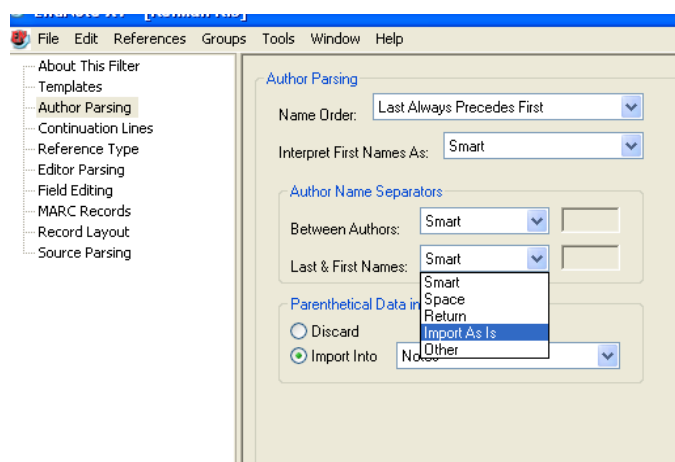 File Edit References Groups Tools Window Help
About This Filter
Templates
Author Parsing
Continuation Lines
Reference Type
Editor Parsing
Field Editing
MARC Records
Record Layout
Source Parsing
Author Parsing
Name Order: Last Always Precedes First
Interpret First Names As: Smart
Author Name Separators
Between Authors: Smart
Last & First Names: Smart
Smart
Space
Return
Import As Is
Other
Parenthetical Data in
Discard
Import Into